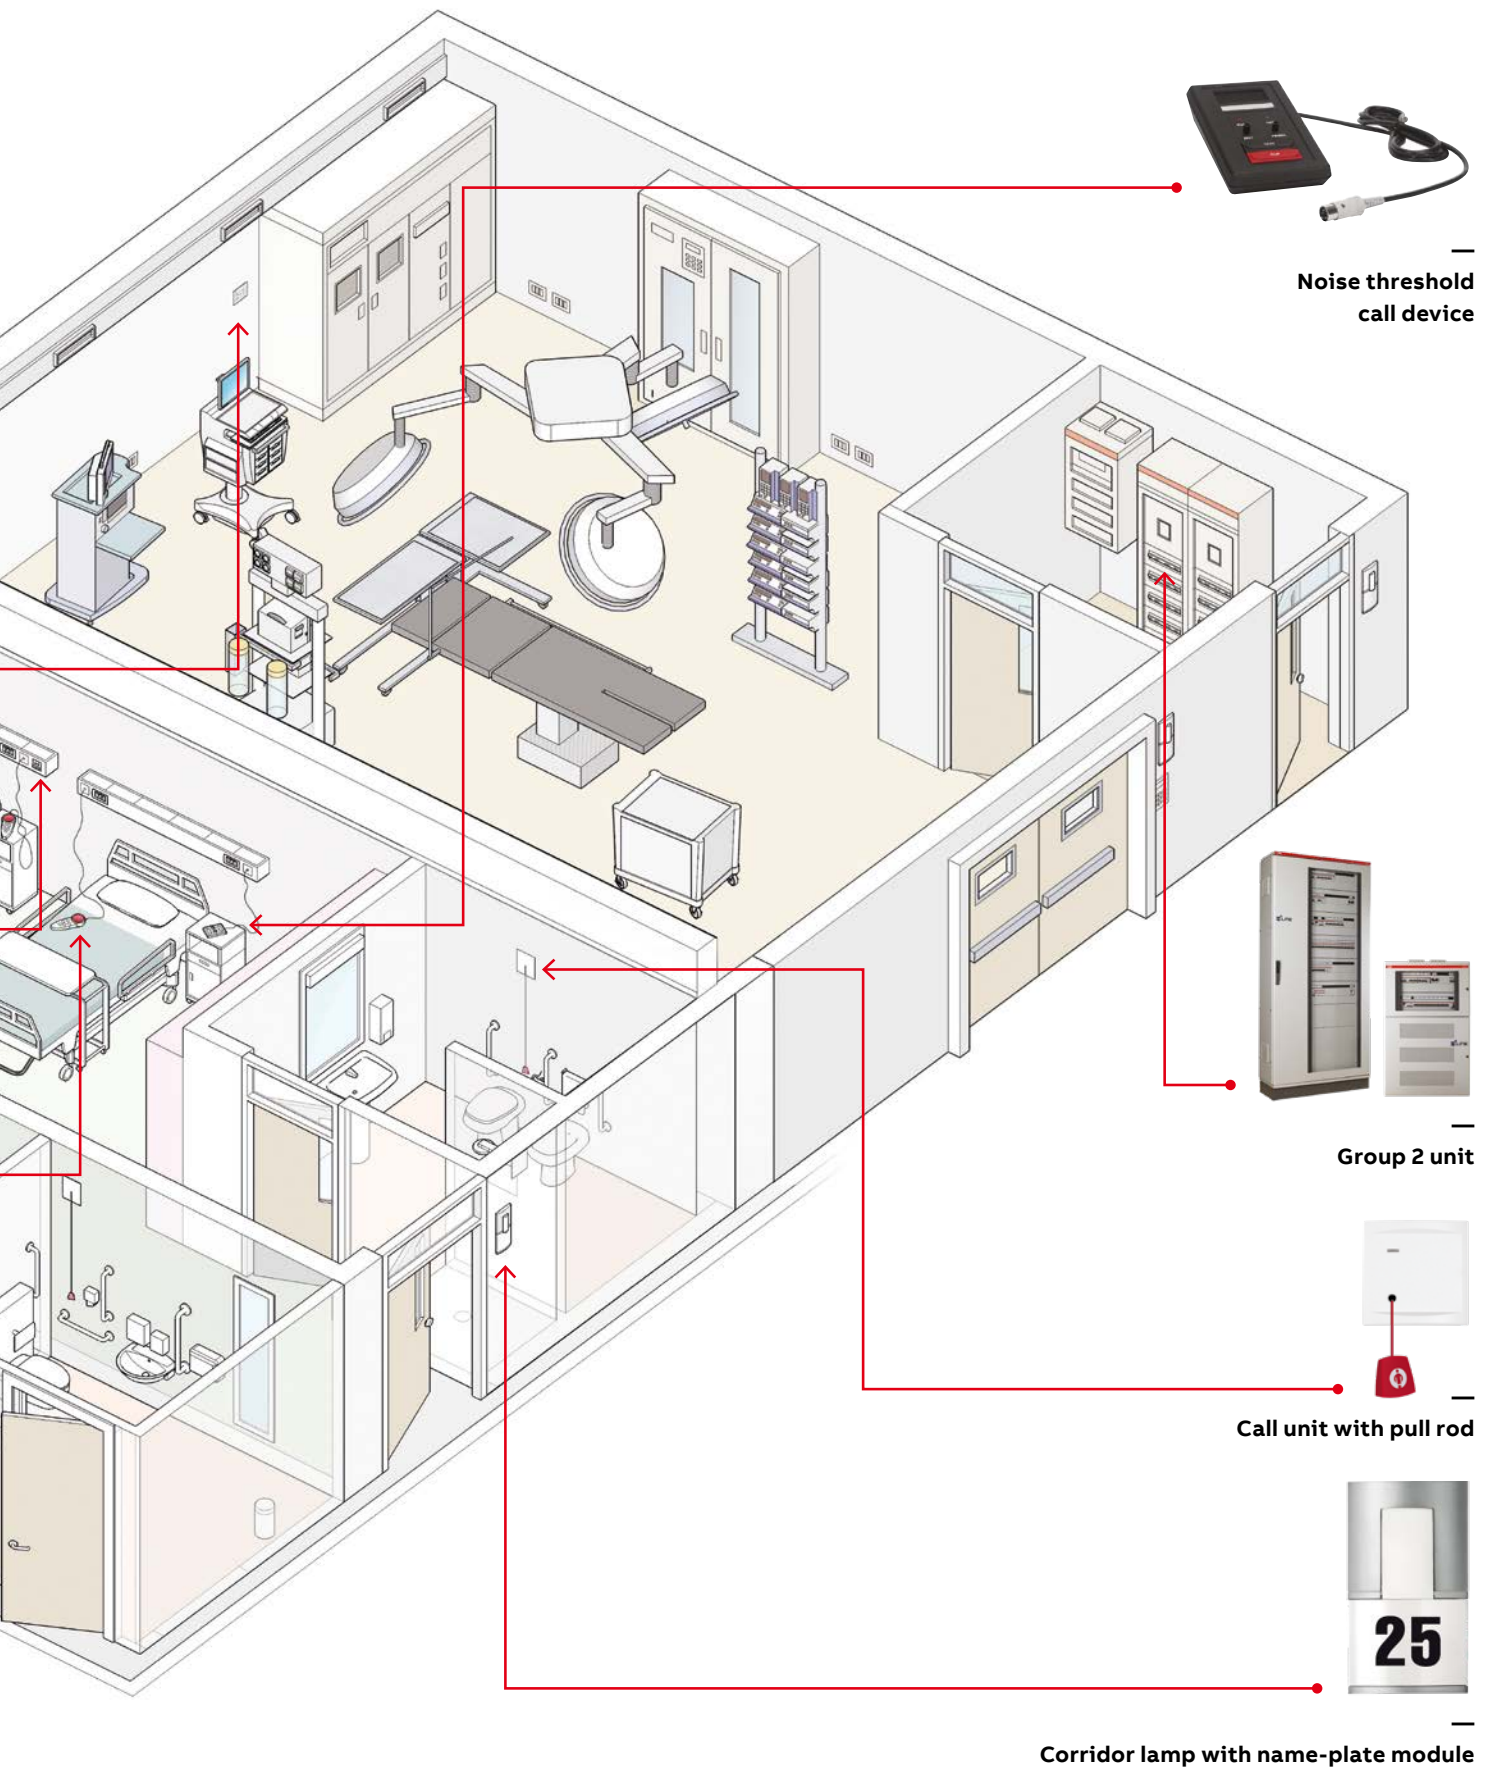 Noise threshold
call device
Group 2 unit
Call unit with pull rod
25
Corridor lamp with name-plate module